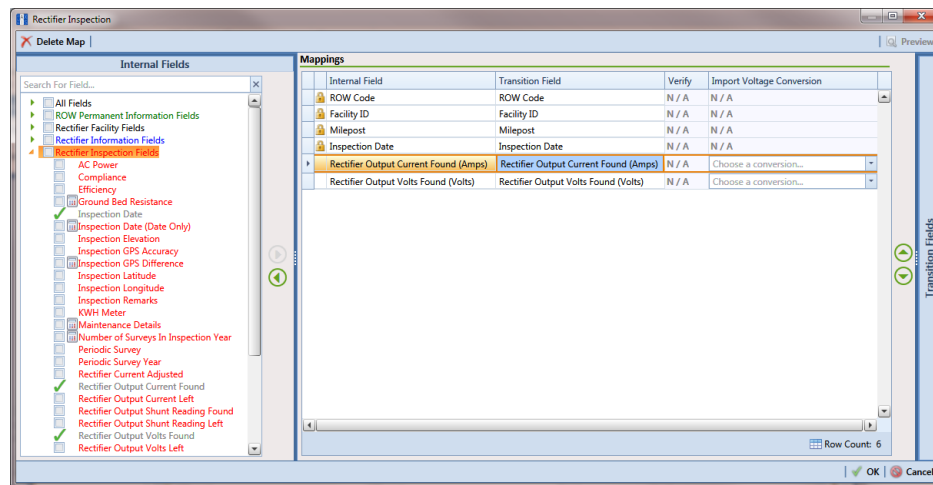 Rectifier Inspection
Delete Map
Preview
Internal Fields
Search For Field...
All Fields
ROW Permanent Information Fields
Rectifier Facility Fields
Rectifier Information Fields
Rectifier Inspection Fields
AC Power
Compliance
Efficiency
Ground Bed Resistance
Inspection Date
Inspection Date (Date Only)
Inspection Elevation
Inspection GPS Accuracy
Inspection GPS Difference
Inspection Latitude
Inspection Longitude
Inspection Remarks
KWH Meter
Maintenance Details
Number of Surveys In Inspection Year
Periodic Survey
Periodic Survey Year
Rectifier Current Adjusted
Rectifier Output Current Found
Rectifier Output Current Left
Rectifier Output Shunt Reading Found
Rectifier Output Shunt Reading Left
Rectifier Output Volts Found
Rectifier Output Volts Left
Mappings
Internal Field Transition Field Verify Import Voltage Conversion
ROW Code ROW Code N / A N / A
Facility ID Facility ID N / A N / A
Milepost Milepost N / A N / A
Inspection Date Inspection Date N / A N / A
Rectifier Output Current Found (Amps) Rectifier Output Current Found (Amps) N / A Choose a conversion...
Rectifier Output Volts Found (Volts) Rectifier Output Volts Found (Volts) N / A Choose a conversion...
Row Count: 6
Transition Fields
OK Cancel